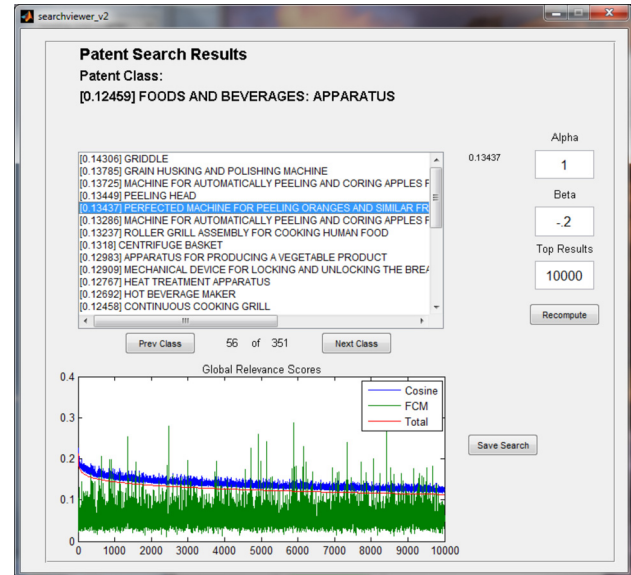 searchviewer_v2
Patent Search Results
Patent Class:
[0.12459] FOODS AND BEVERAGES: APPARATUS
[0.14306] GRIDDLE
[0.13785] GRAIN HUSKING AND POLISHING MACHINE
[0.13725] MACHINE FOR AUTOMATICALLY PEELING AND CORING APPLES F
[0.13449] PEELING HEAD
[0.13437] PERFECTED MACHINE FOR PEELING ORANGES AND SIMILAR FR
[0.13286] MACHINE FOR AUTOMATICALLY PEELING AND CORING APPLES F
[0.13237] ROLLER GRILL ASSEMBLY FOR COOKING HUMAN FOOD
[0.1318] CENTRIFUGE BASKET
[0.12983] APPARATUS FOR PRODUCING A VEGETABLE PRODUCT
[0.12909] MECHANICAL DEVICE FOR LOCKING AND UNLOCKING THE BREA
[0.12767] HEAT TREATMENT APPARATUS
[0.12692] HOT BEVERAGE MAKER
[0.12458] CONTINUOUS COOKING GRILL
0.13437
Alpha
1
Beta
-.2
Top Results
10000
Recompute
Prev Class 56 of 351 Next Class
Global Relevance Scores
0.4
0.3
0.2
0.1
0
Cosine
FCM
Total
0 1000 2000 3000 4000 5000 6000 7000 8000 9000 10000
Save Search